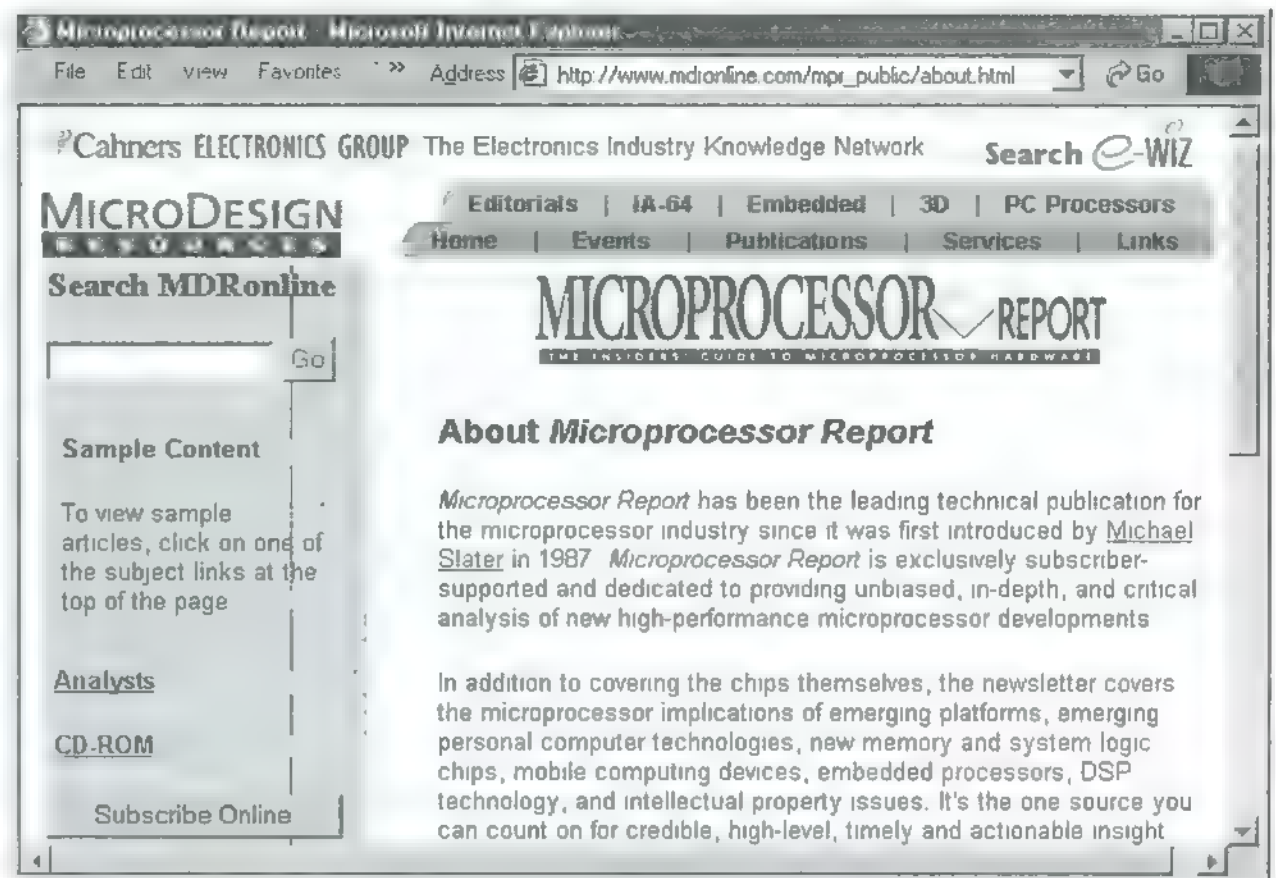 Microprocessor Report - Microsoft Internet Explorer
File Edit View Favorites » Address http://www.mdronline.com/mpr_public/about.html Go
Cahners ELECTRONICS GROUP The Electronics Industry Knowledge Network Search e-WIZ
MICRODESIGN
RESOURCES
Editorials | IA-64 | Embedded | 3D | PC Processors
Home | Events | Publications | Services | Links
Search MDRonline
Go
Sample Content
To view sample
articles, click on one of
the subject links at the
top of the page
Analysts
CD-ROM
Subscribe Online
MICROPROCESSOR REPORT
THE INSIDERS' GUIDE TO MICROPROCESSOR HARDWARE
About Microprocessor Report
Microprocessor Report has been the leading technical publication for
the microprocessor industry since it was first introduced by Michael
Slater in 1987 Microprocessor Report is exclusively subscriber-
supported and dedicated to providing unbiased, in-depth, and critical
analysis of new high-performance microprocessor developments
In addition to covering the chips themselves, the newsletter covers
the microprocessor implications of emerging platforms, emerging
personal computer technologies, new memory and system logic
chips, mobile computing devices, embedded processors, DSP
technology, and intellectual property issues. It's the one source you
can count on for credible, high-level, timely and actionable insight